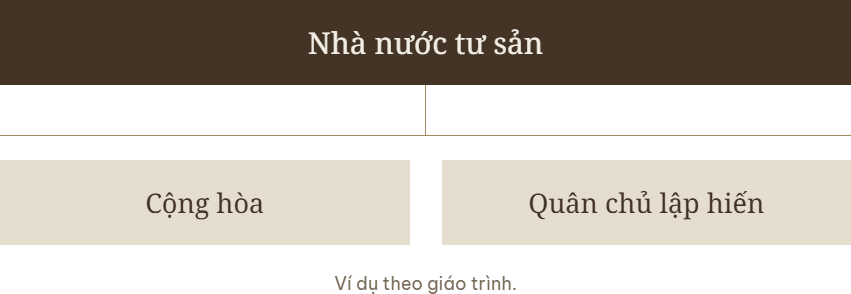 Nhà nước tư sản
Cộng hòa
Quân chủ lập hiến
Ví dụ theo giáo trình.